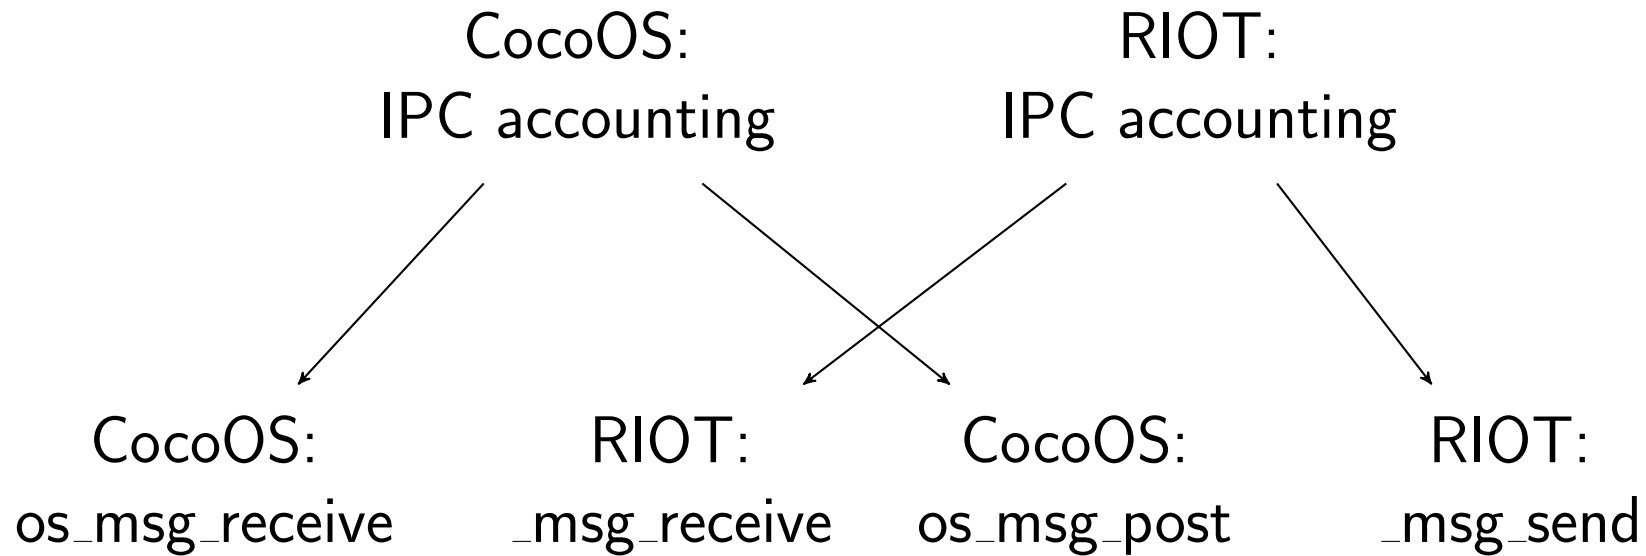 CocoOS:
IPC accounting
RIOT:
IPC accounting
CocoOS:
os_msg_receive
RIOT:
_msg_receive
CocoOS:
os_msg_post
RIOT:
_msg_send